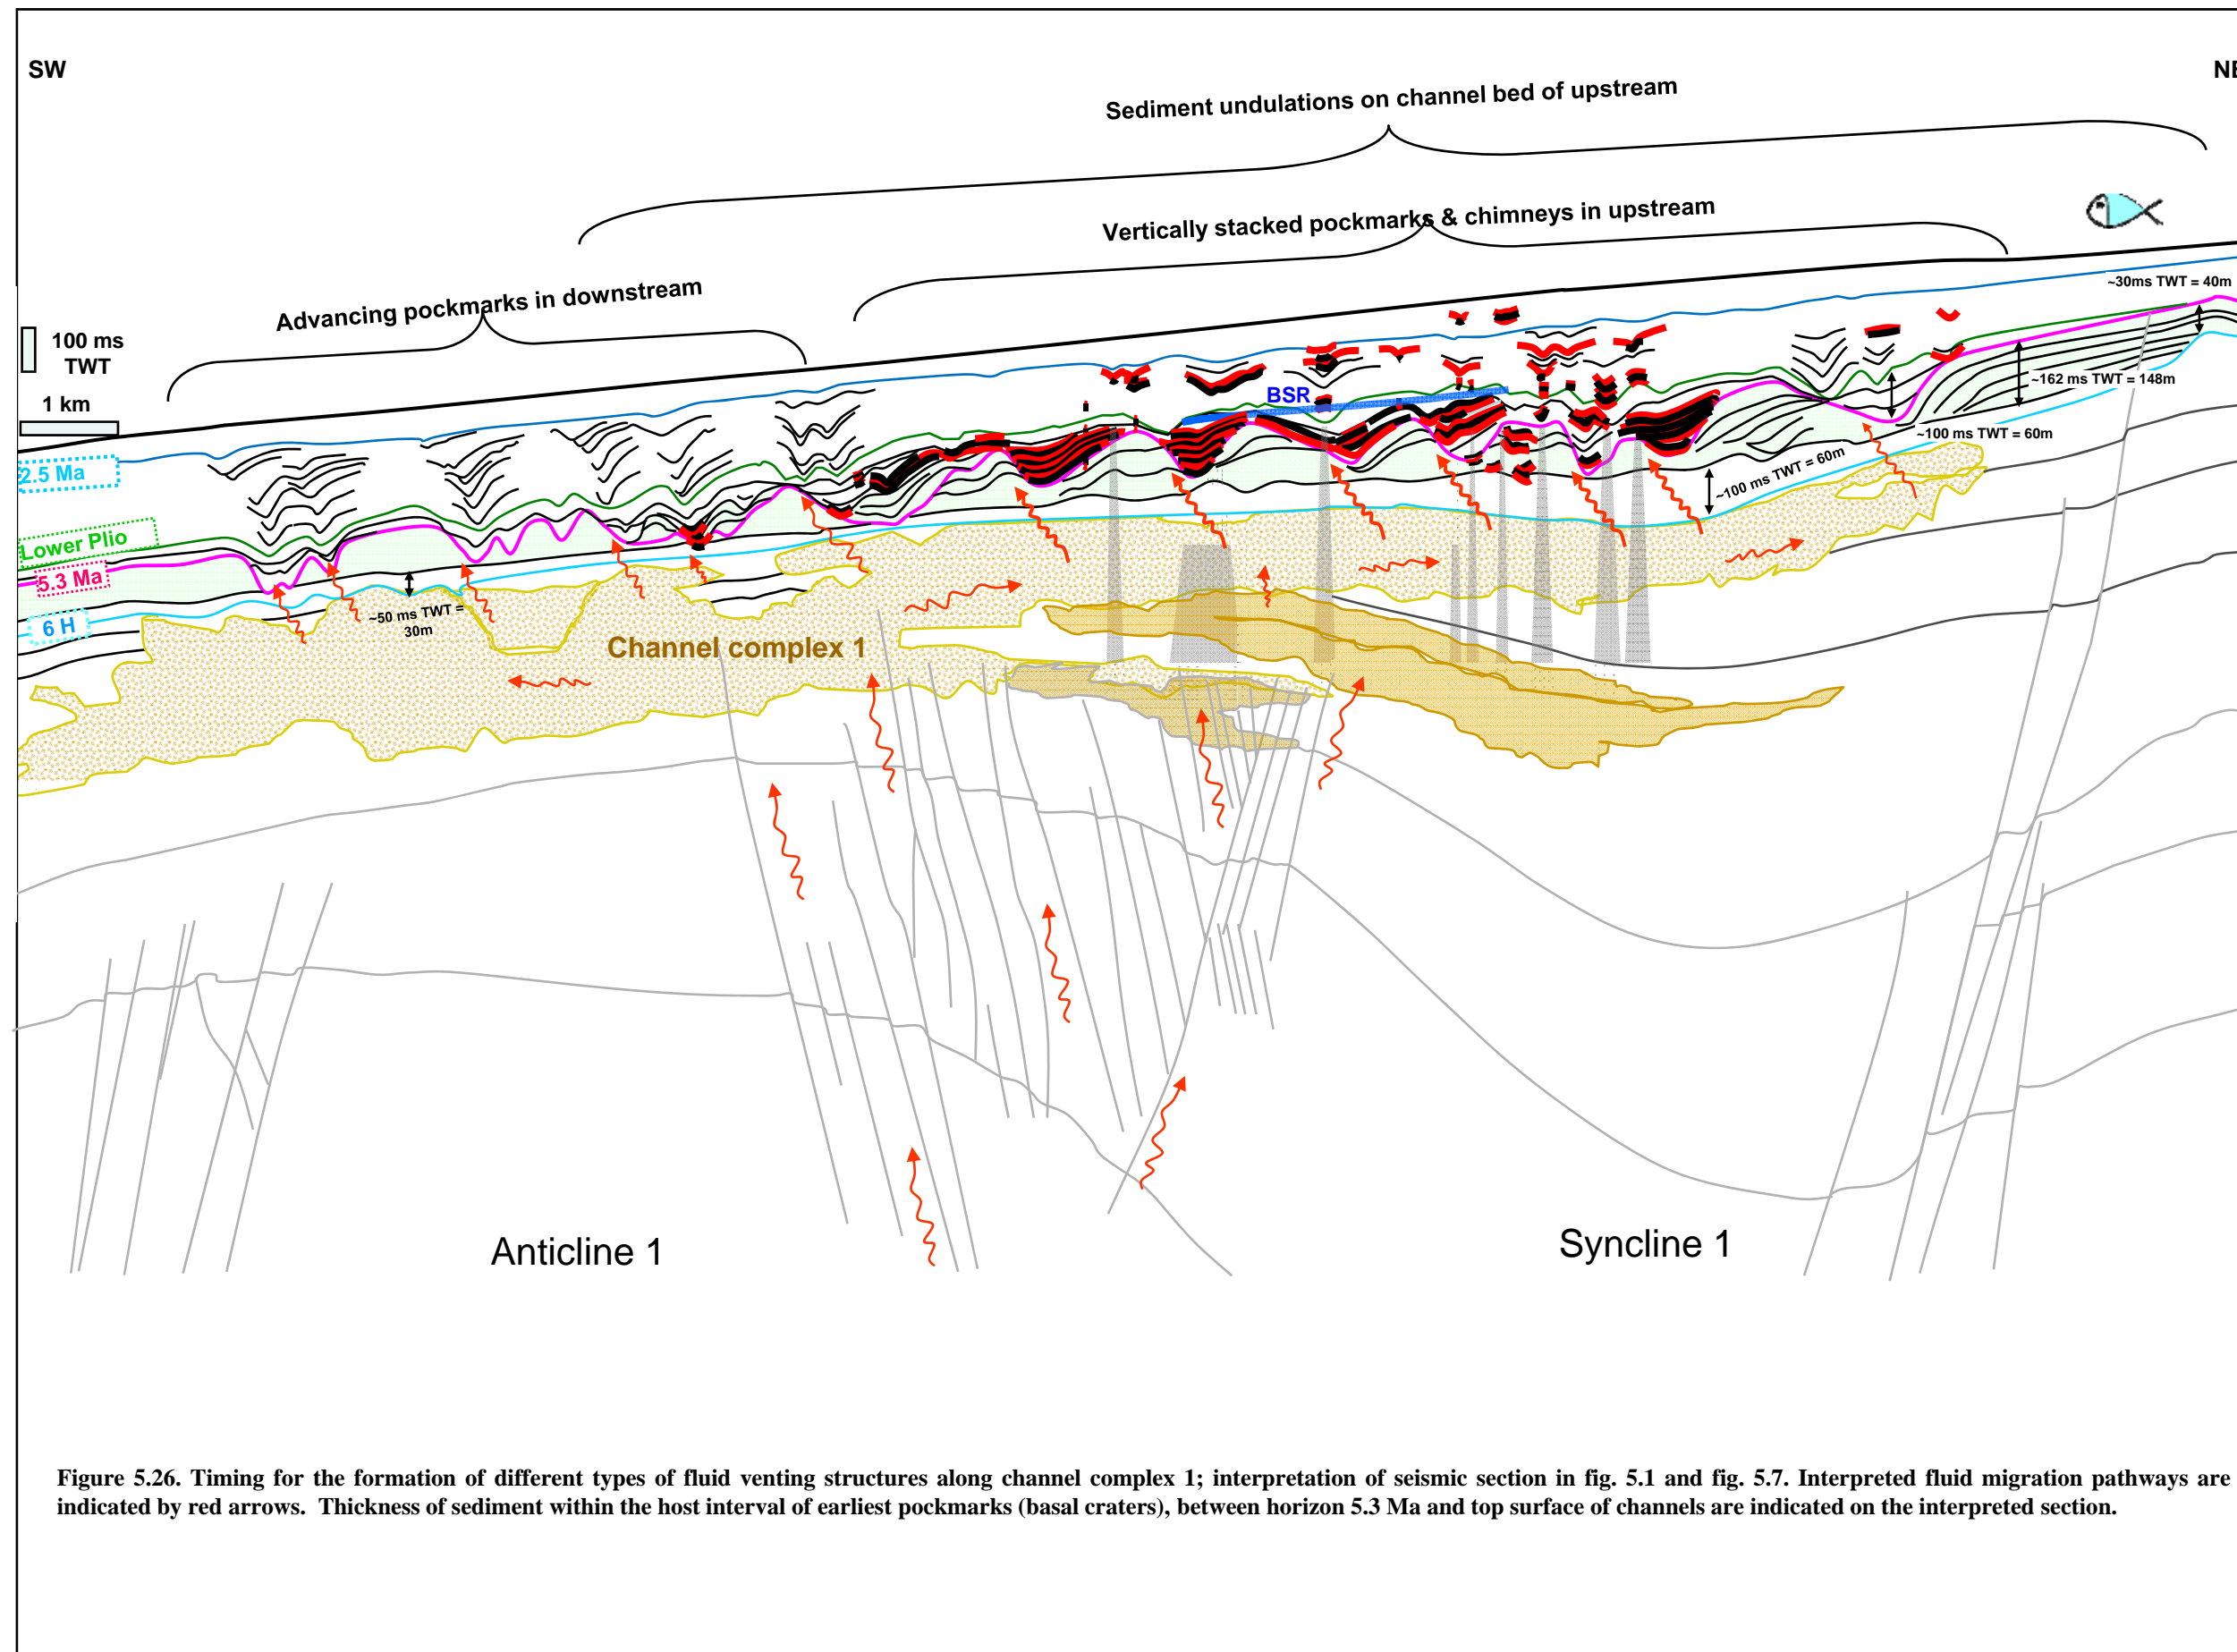 SW
NE
Sediment undulations on channel bed of upstream
Vertically stacked pockmarks & chimneys in upstream
Advancing pockmarks in downstream
~30ms TWT = 40m
100 ms
TWT
~162 ms TWT = 148m
1 km
BSR
~100 ms TWT = 60m
2.5 Ma
~100 ms TWT = 60m
Lower Plio
5.3 Ma
~50 ms TWT =
30m
6 H
Channel complex 1
Anticline 1
Syncline 1
Figure 5.26. Timing for the formation of different types of fluid venting structures along channel complex 1; interpretation of seismic section in fig. 5.1 and fig. 5.7. Interpreted fluid migration pathways are
indicated by red arrows. Thickness of sediment within the host interval of earliest pockmarks (basal craters), between horizon 5.3 Ma and top surface of channels are indicated on the interpreted section.